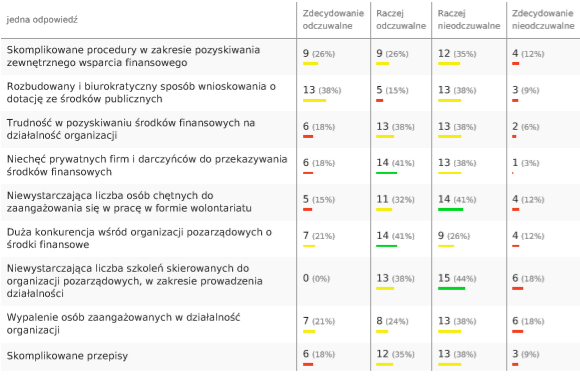 jedna odpowiedź
Zdecydowanie odczuwalne
Raczej odczuwalne
Raczej nieodczuwalne
Zdecydowanie nieodczuwalne
Skomplikowane procedury w zakresie pozyskiwania
zewnętrznego wsparcia finansowego
9 (26%) 9 (26%) 12 (35%) 4 (12%)
Rozbudowany i biurokratyczny sposób wnioskowania o
dotację ze środków publicznych
13 (38%) 5 (15%) 13 (38%) 3 (9%)
Trudność w pozyskiwaniu środków finansowych na
działalność organizacji
6 (18%) 13 (38%) 13 (38%) 2 (6%)
Niechęć prywatnych firm i darczyńców do przekazywania
środków finansowych
6 (18%) 14 (41%) 13 (38%) 1 (3%)
Niewystarczająca liczba osób chętnych do
zaangażowania się w pracę w formie wolontariatu
5 (15%) 11 (32%) 14 (41%) 4 (12%)
Duża konkurencja wśród organizacji pozarządowych o
środki finansowe
7 (21%) 14 (41%) 9 (26%) 4 (12%)
Niewystarczająca liczba szkoleń skierowanych do
organizacji pozarządowych, w zakresie prowadzenia
działalności
0 (0%) 13 (38%) 15 (44%) 6 (18%)
Wypalenie osób zaangażowanych w działalność
organizacji
7 (21%) 8 (24%) 13 (38%) 6 (18%)
Skomplikowane przepisy
6 (18%) 12 (35%) 13 (38%) 3 (9%)